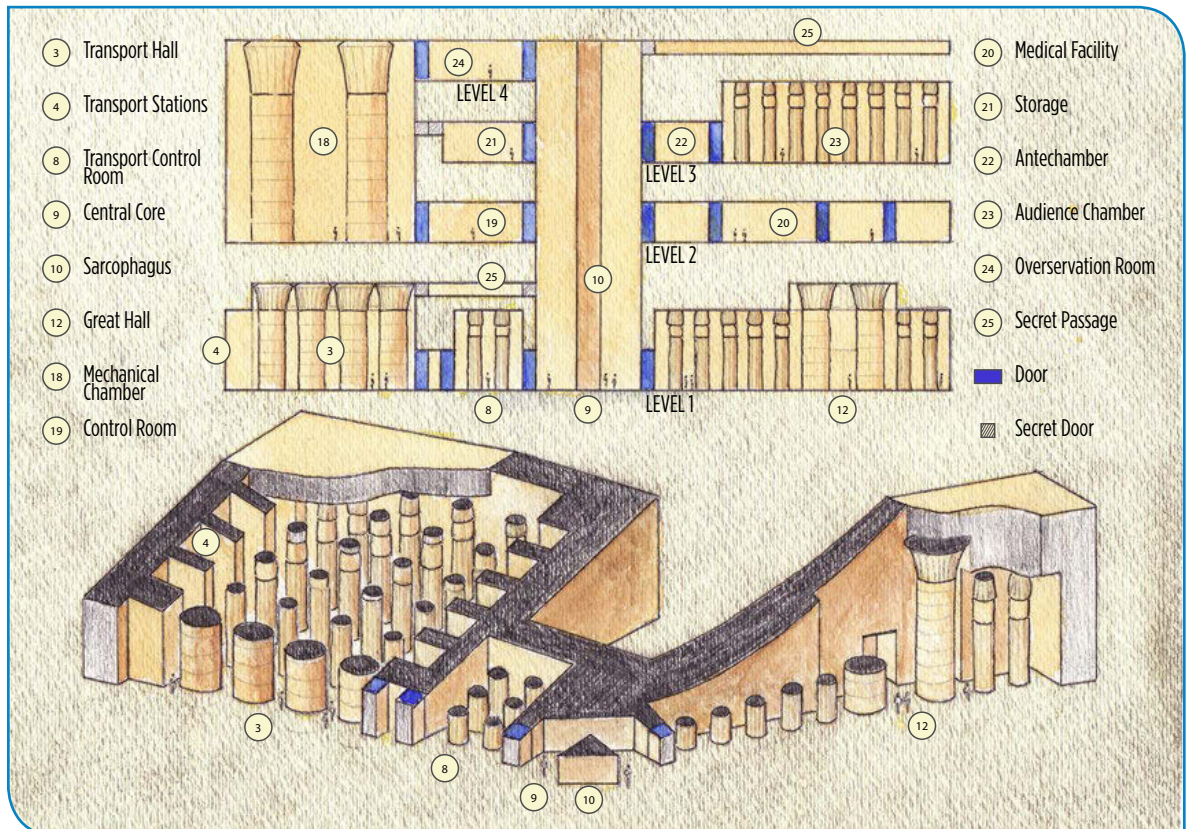 3 Transport Hall
4 Transport Stations
8 Transport Control
Room
9 Central Core
10 Sarcophagus
12 Great Hall
18 Mechanical
Chamber
19 Control Room
25
24
LEVEL 4
18
21
22
23
LEVEL 3
19
20
LEVEL 2
25
10
4
3
LEVEL 1
8
9
12
20 Medical Facility
21 Storage
22 Antechamber
23 Audience Chamber
24 Overservation Room
25 Secret Passage
Door
Secret Door
4
3
8
9
10
12